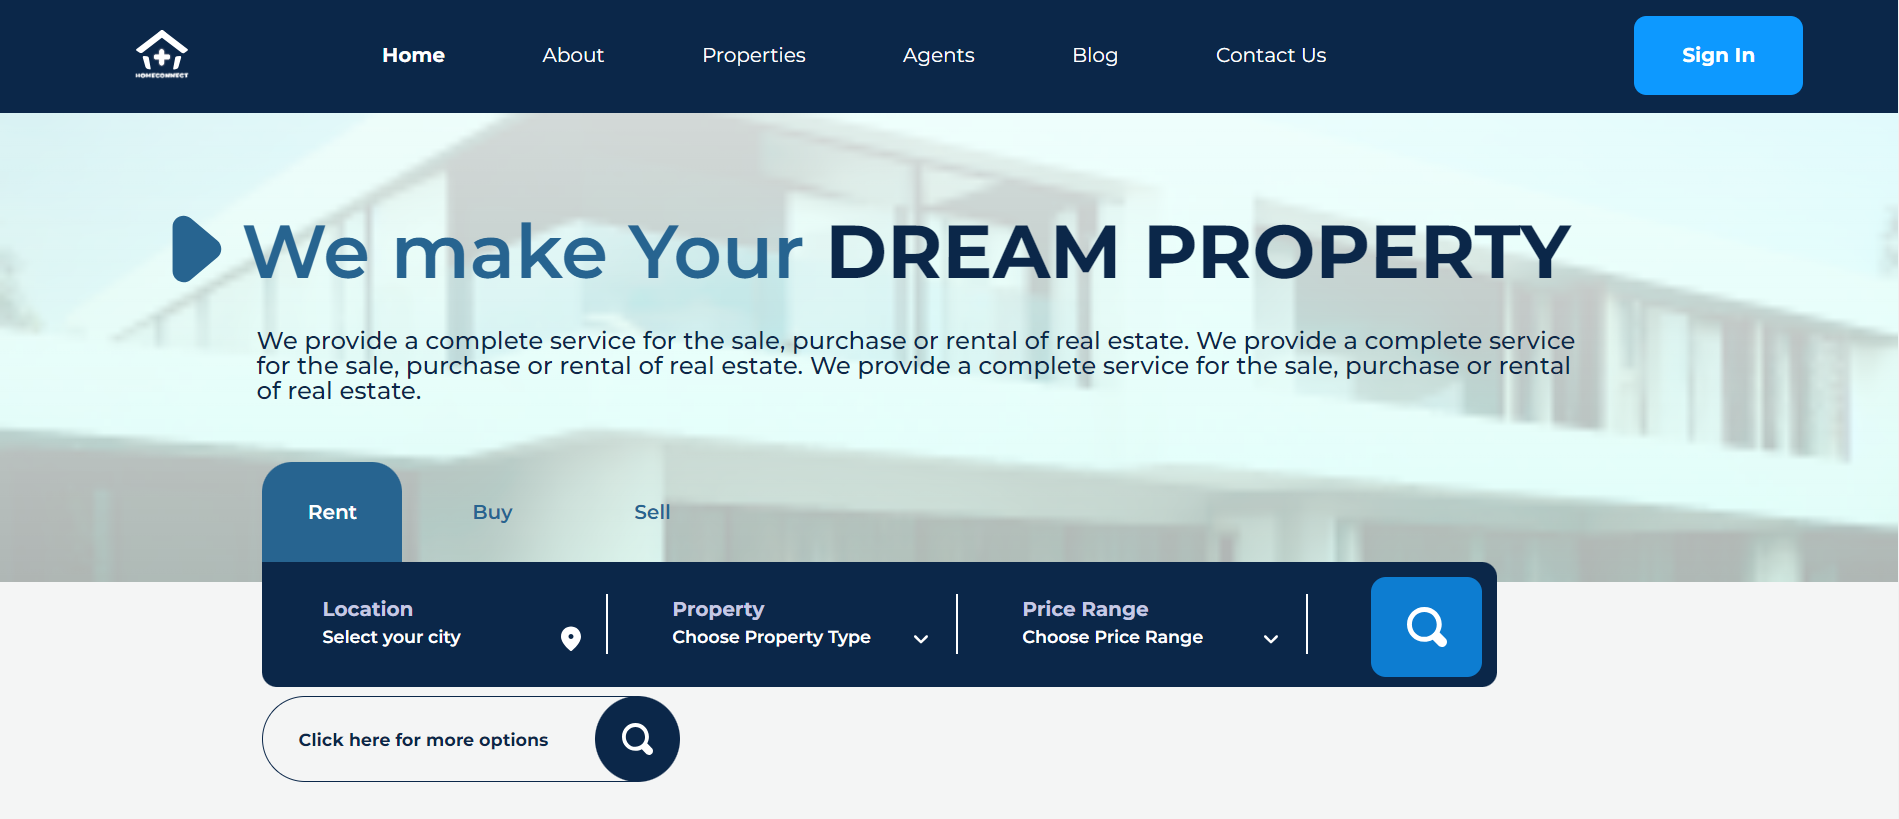 HOMECONNECT
Home About Properties Agents Blog Contact Us Sign In
We make Your DREAM PROPERTY
We provide a complete service for the sale, purchase or rental of real estate. We provide a complete service
for the sale, purchase or rental of real estate. We provide a complete service for the sale, purchase or rental
of real estate.
Rent Buy Sell
Location Property Price Range
Select your city Choose Property Type Choose Price Range
Click here for more options